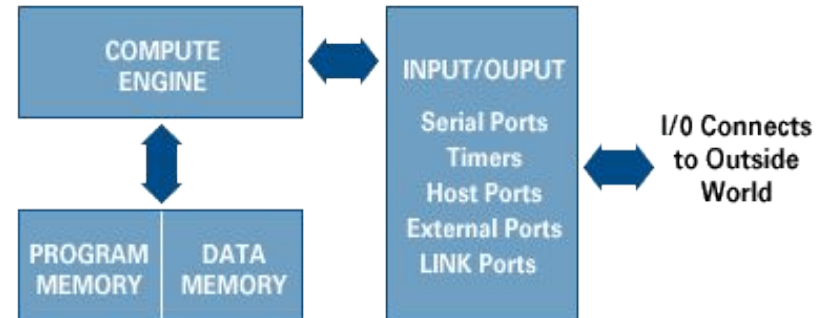 COMPUTE
ENGINE
PROGRAM
MEMORY
DATA
MEMORY
INPUT/OUPUT
Serial Ports
Timers
Host Ports
External Ports
LINK Ports
I/0 Connects
to Outside
World